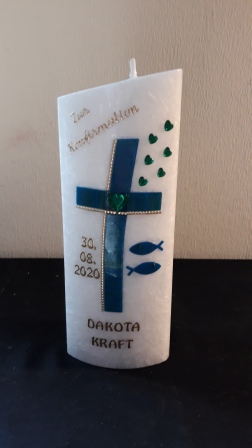 Zur
Konfirmation
30.
08.
2020
DAKOTA
KRAFT